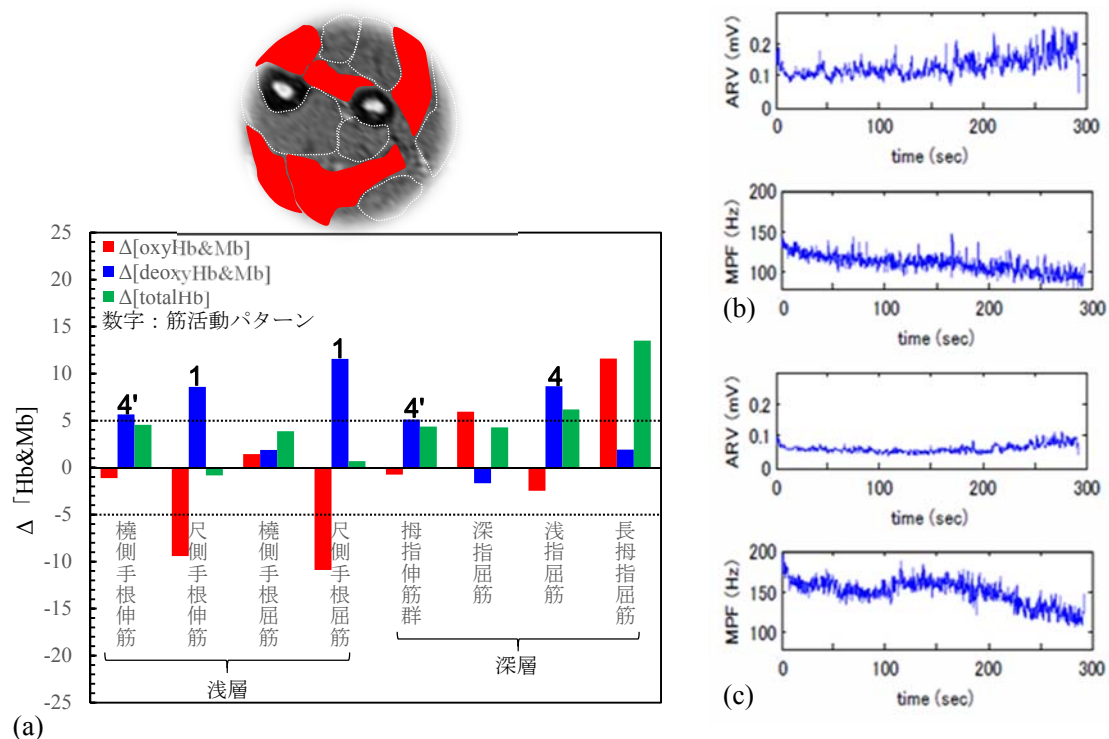 25
20
15
10
5
0
-5
-10
-15
-20
-25
Δ「Hb&Mb]
Δ[oxyHb&Mb]
Δ[deoxyHb&Mb]
Δ[totalHb]
数字：筋活動パターン
4'
1
1
4'
4
橈側手根伸筋
尺側手根伸筋
橈側手根屈筋
尺側手根屈筋
拇指伸筋群
深指屈筋
浅指屈筋
長拇指屈筋
浅層
深層
(a)
ARV (mV)
0.2
0.1
0
0
100
200
300
time (sec)
MPF (Hz)
200
150
100
0
100
200
300
time (sec)
(b)
ARV (mV)
0.2
0.1
0
0
100
200
300
time (sec)
MPF (Hz)
200
150
100
0
100
200
300
time (sec)
(c)